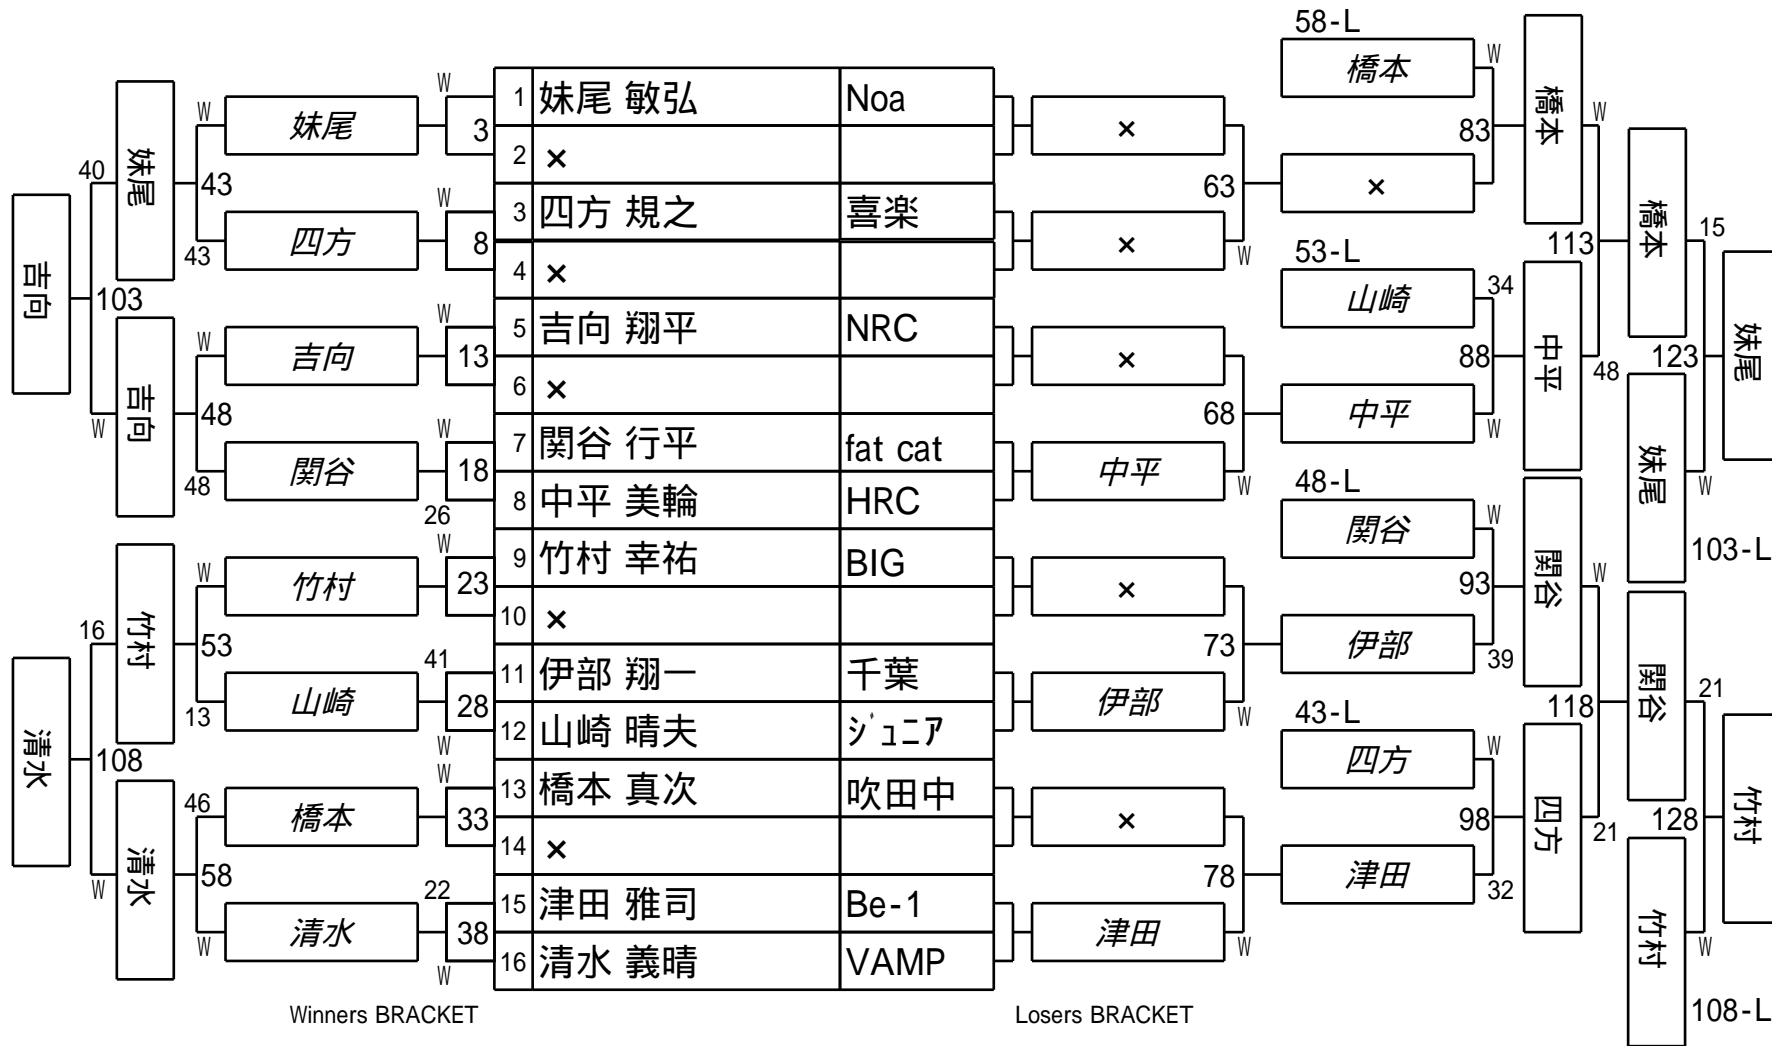 58-L
W
橋本
W
橋本
W
1 妹尾 敏弘 Noa
妹尾
3
×
83
2 ×
40
妹尾
43
W
3 四方 規之 喜楽
63
×
橋本
15
43
四方
8
×
W
113
4 ×
53-L
吉向
103
W
5 吉向 翔平 NRC
山崎
34
中平
W
吉向
13
×
88
48
123
妹尾
6 ×
W
吉向
48
W
7 関谷 行平 fat cat
68
中平
W
48
関谷
18
中平
W
妹尾
W
26
8 中平 美輪 HRC
48-L
W
9 竹村 幸祐 BIG
関谷
W
関谷
W
103-L
W
竹村
23
×
93
10 ×
16
竹村
53
41
11 伊部 翔一 千葉
73
伊部
39
関谷
21
13
山崎
28
伊部
W
118
W
12 山崎 晴夫 ジュニア
43-L
清水
108
W
13 橋本 真次 吹田中
四方
W
四方
21
46
橋本
33
×
98
128
竹村
14 ×
W
清水
58
22
15 津田 雅司 Be-1
78
津田
32
W
清水
38
津田
W
竹村
W
W
16 清水 義晴 VAMP
108-L
Winners BRACKET
Losers BRACKET